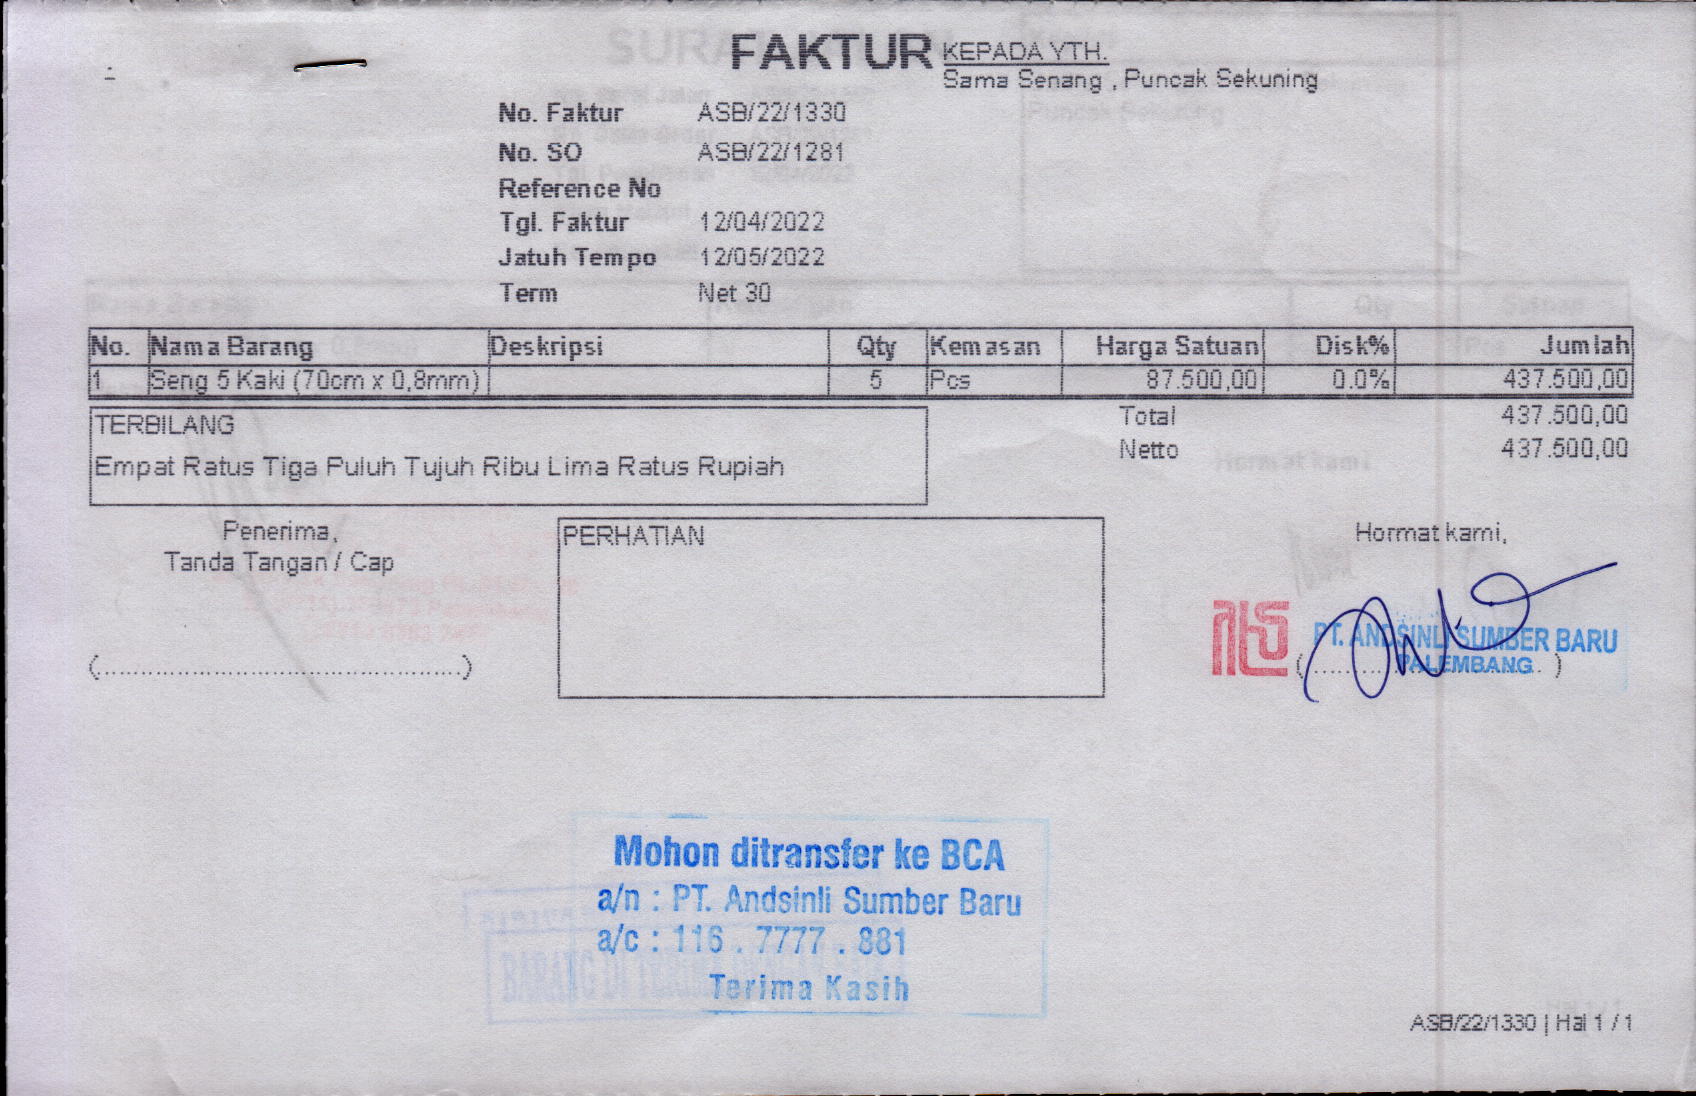 FAKTUR
KEPADA YTH.
Sama Senang , Puncak Sekuning
No. Faktur ASB/22/1330
No. SO ASB/22/1281
Reference No
Tgl. Faktur 12/04/2022
Jatuh Tempo 12/05/2022
Term Net 30
No. Nama Barang Deskripsi Qty Kemasan Harga Satuan Disk% Jumlah
1 Seng 5 Kaki (70cm x 0,8mm) 5 Pcs 87.500,00 0.0% 437.500,00
Total 437.500,00
Netto 437.500,00
TERBILANG
Empat Ratus Tiga Puluh Tujuh Ribu Lima Ratus Rupiah
Penerima,
Tanda Tangan / Cap
(................................................)
PERHATIAN
Hormat kami,
PT. ANDSINLI SUMBER BARU
PALEMBANG
Mohon ditransfer ke BCA
a/n : PT. Andsinli Sumber Baru
a/c : 116 . 7777 . 881
Terima Kasih
BARANG DI TERIMA
ASB/22/1330 | Hal 1 / 1